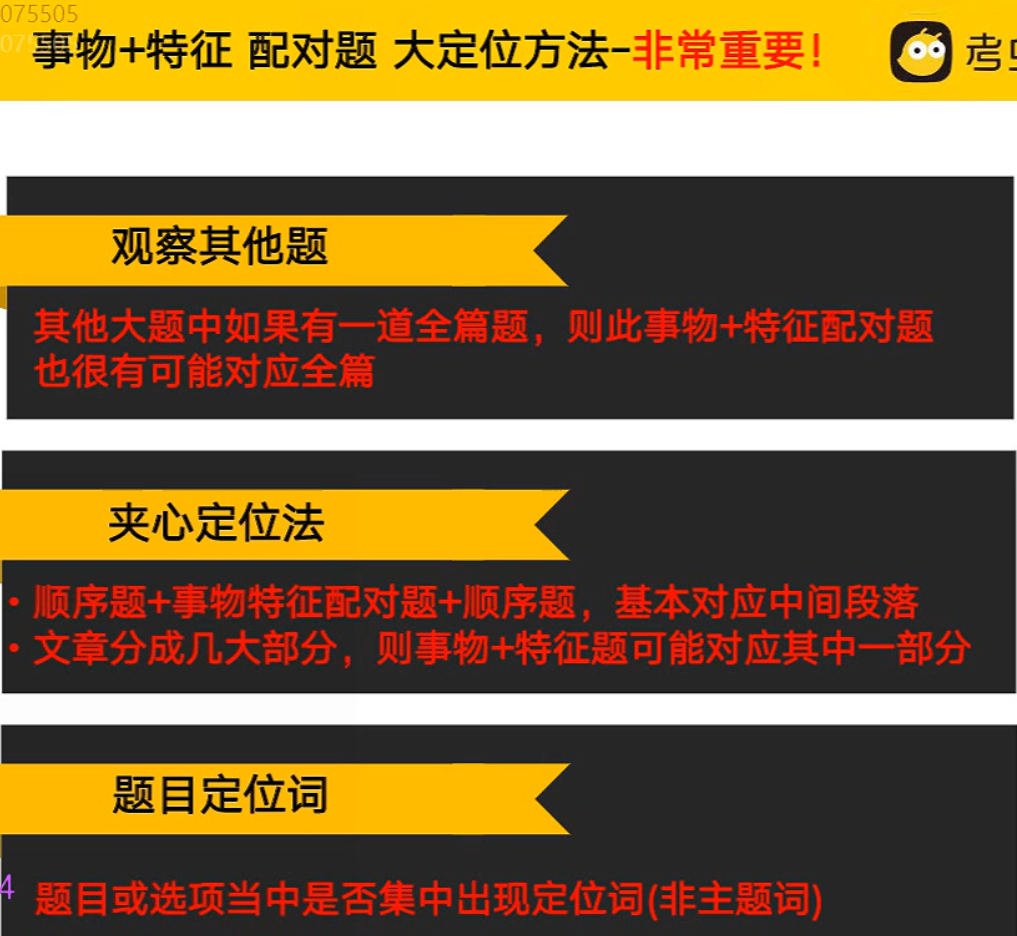 075505
事物+特征 配对题 大定位方法-非常重要!
考
观察其他题
其他大题中如果有一道全篇题，则此事物+特征配对题
也很有可能对应全篇
夹心定位法
• 顺序题+事物特征配对题+顺序题，基本对应中间段落
• 文章分成几大部分，则事物+特征题可能对应其中一部分
题目定位词
4
题目或选项当中是否集中出现定位词(非主题词)